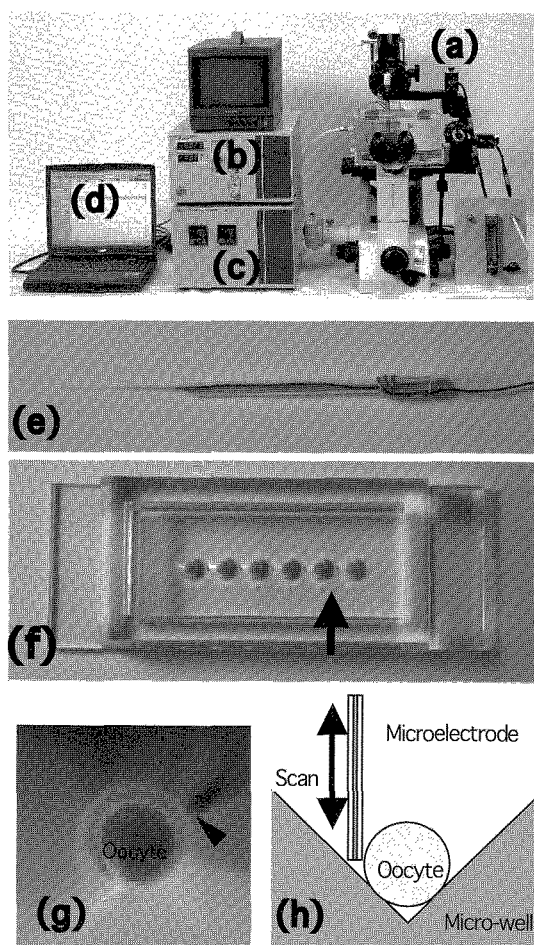 (a)
(b)
(d)
(c)
(e)
(f)
Oocyte
(g)
Microelectrode
Scan
Oocyte
Micro-well
(h)